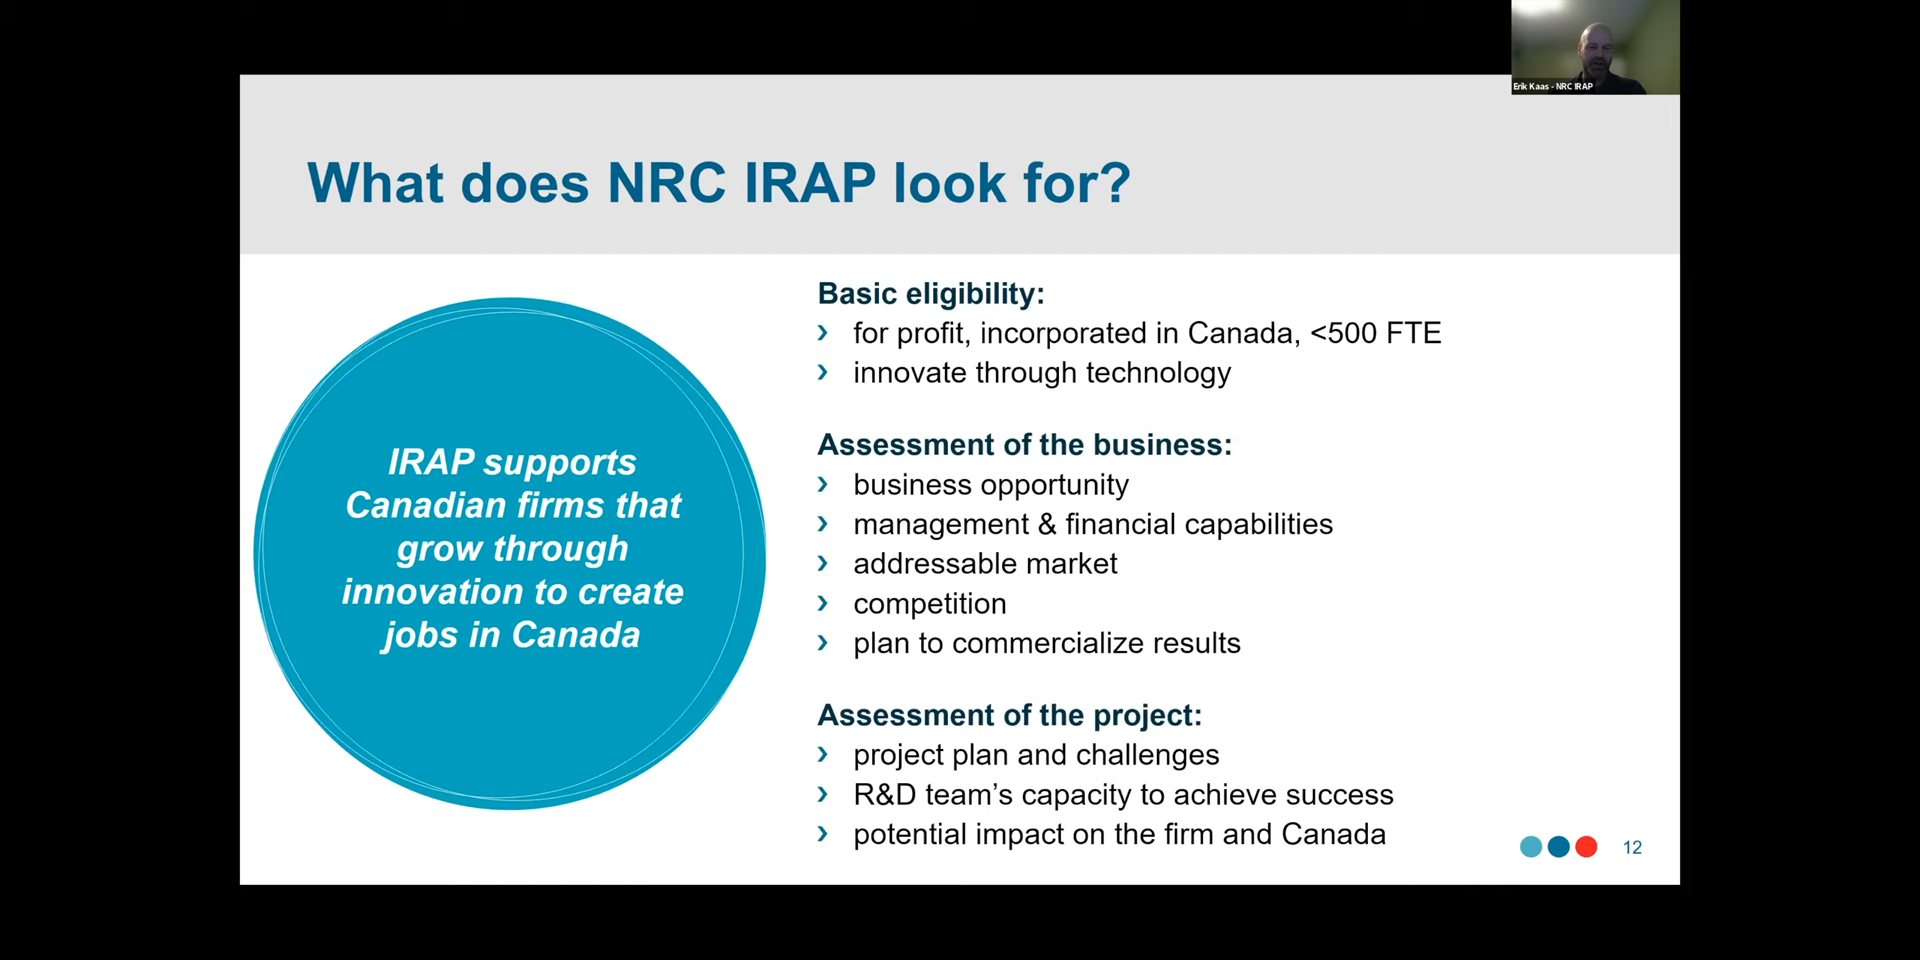 Erik Kaas - NRC IRAP
What does NRC IRAP look for?
IRAP supports
Canadian firms that
grow through
innovation to create
jobs in Canada
Basic eligibility:
› for profit, incorporated in Canada, <500 FTE
› innovate through technology
Assessment of the business:
› business opportunity
› management & financial capabilities
› addressable market
› competition
› plan to commercialize results
Assessment of the project:
› project plan and challenges
› R&D team’s capacity to achieve success
› potential impact on the firm and Canada
12